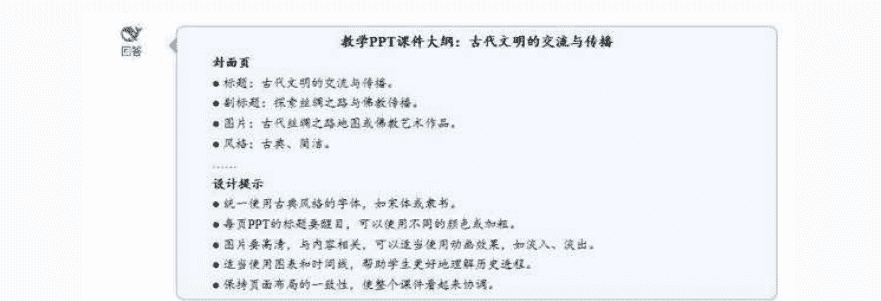 教学PPT课件大纲：古代文明的交流与传播
回答
封面页
●标题：古代文明的交流与传播。
●副标题：探索丝绸之路与佛教传播。
●图片：古代丝绸之路地图或佛教艺术作品。
●风格：古典、简洁。
……
设计提示
●统一使用古典风格的字体，如宋体或隶书。
●每页PPT的标题要醒目，可以使用不同的颜色或加粗。
●图片要高清，与内容相关，可以适当使用动画效果，如淡入、淡出。
●适当使用图表和时间线，帮助学生更好地理解历史进程。
●保持页面布局的一致性，使整个课件看起来协调。